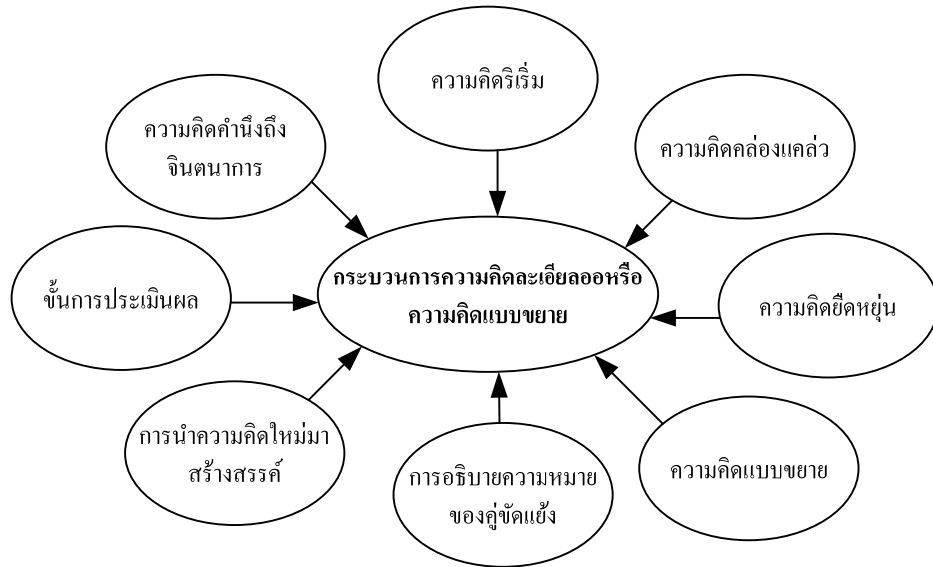 ความคิดริเริ่ม
ความคิดคำนึงถึง
จินตนาการ
ความคิดคล่องแคล่ว
กระบวนการความคิดละเอียลออหรือ
ความคิดแบบขยาย
ขั้นการประเมินผล
ความคิดยืดหยุ่น
การนำความคิดใหม่มา
สร้างสรรค์
การอธิบายความหมาย
ของคู่ขัดแย้ง
ความคิดแบบขยาย